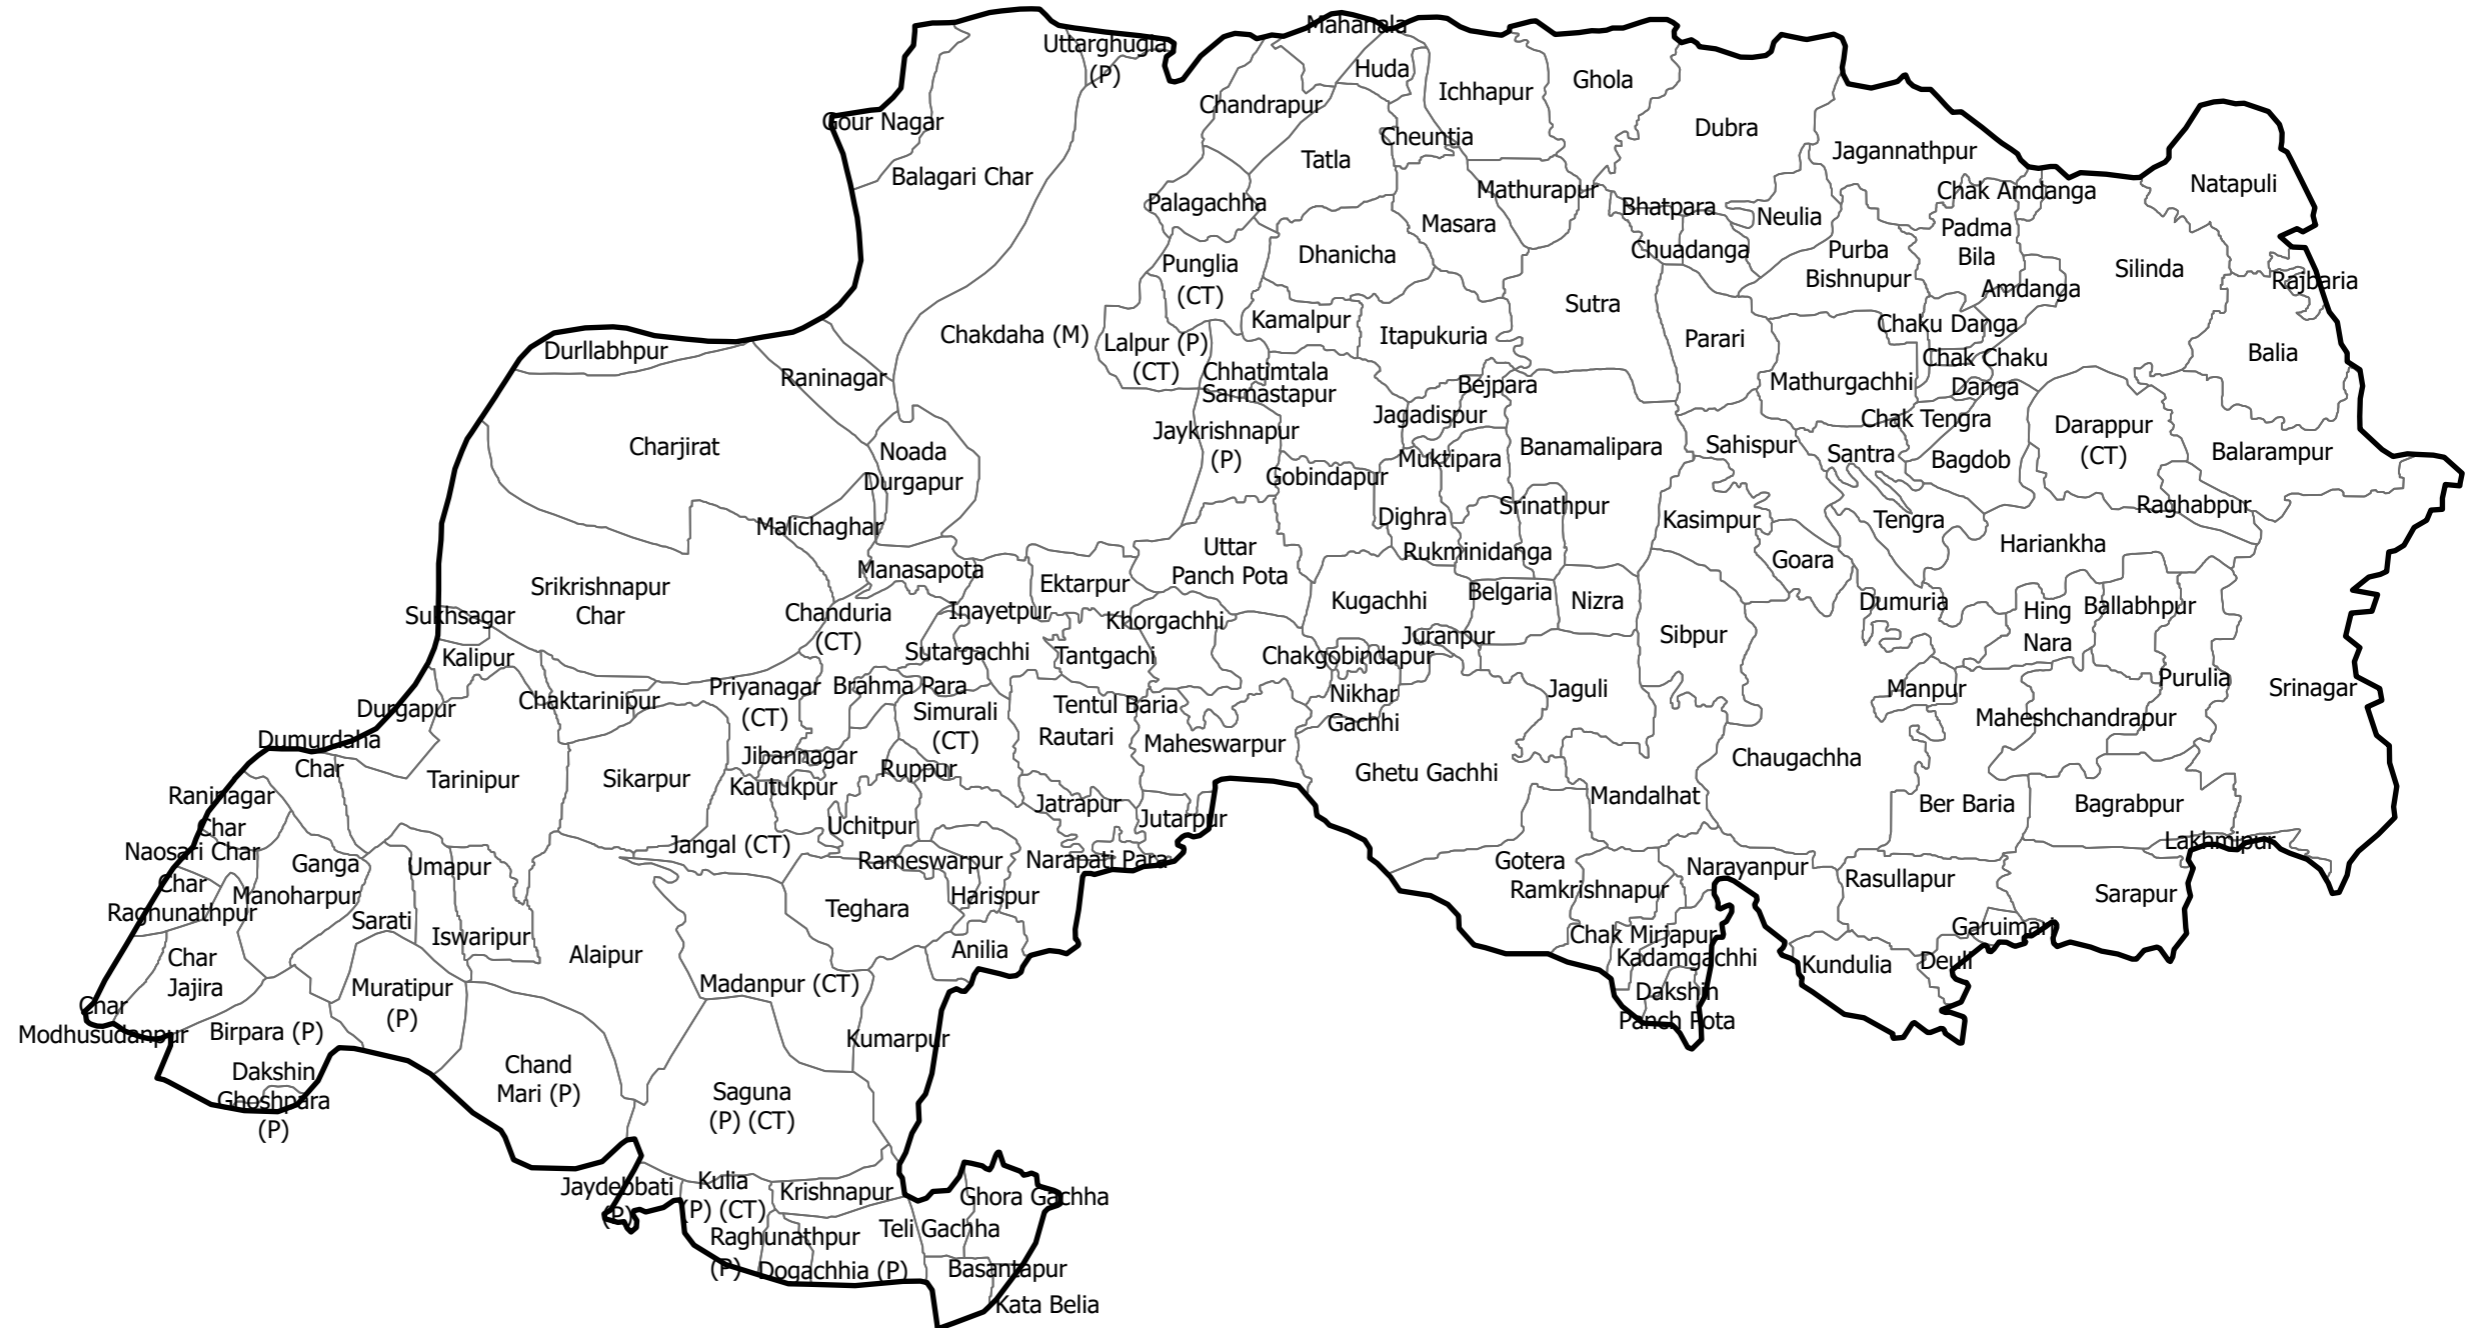 Mahanala
Uttarghugia
(P)
Huda
Ichhapur
Ghola
Chandrapur
Gour Nagar
Cheuntia
Dubra
Tatla
Jagannathpur
Balagari Char
Natapuli
Palagachha
Mathurapur
Chak Amdanga
Masara
Bhatpara
Neulia
Padma
Bila
Dhanicha
Chuadanga
Purba
Bishnupur
Punglia
(CT)
Silinda
Rajbaria
Amdanga
Sutra
Kamalpur
Chaku Danga
Chakdaha (M)
Itapukuria
Lalpur (P)
(CT)
Parari
Durllabhpur
Balia
Chak Chaku
Danga
Chhatimtala
Raninagar
Mathurgachhi
Bejpara
Sarmastapur
Jagadispur
Chak Tengra
Jaykrishnapur
(P)
Darappur
(CT)
Charjirat
Noada
Durgapur
Banamalipara
Sahispur
Santra
Balarampur
Muktipara
Bagdob
Gobindapur
Raghabpur
Srinathpur
Dighra
Kasimpur
Tengra
Malichaghar
Hariankha
Uttar
Panch Pota
Rukminidanga
Goara
Manasapota
Ektarpur
Srikrishnapur
Char
Belgaria
Kugachhi
Nizra
Dumuria
Hing
Nara
Ballabhpur
Inayetpur
Chanduria
(CT)
Sukhsagar
Khorgachhi
Juranpur
Sibpur
Sutargachhi
Tantgachi
Chakgobindapur
Kalipur
Purulia
Priyanagar
(CT)
Brahma Para
Srinagar
Jaguli
Manpur
Nikhar
Gachhi
Chaktarinipur
Tentul Baria
Durgapur
Simurali
(CT)
Maheshchandrapur
Rautari
Maheswarpur
Dumurdaha
Char
Jibannagar
Chaugachha
Ruppur
Ghetu Gachhi
Tarinipur
Sikarpur
Kautukpur
Raninagar
Char
Mandalhat
Jatrapur
Ber Baria
Bagrabpur
Jutarpur
Uchitpur
Jangal (CT)
Lakhmipur
Naosari Char
Rameswarpur
Narapati Para
Gotera
Ganga
Manoharpur
Umapur
Narayanpur
Char
Raghunathpur
Rasullapur
Ramkrishnapur
Sarapur
Harispur
Teghara
Sarati
Garuimari
Iswaripur
Chak Mirjapur
Anilia
Alaipur
Kadamgachhi
Char
Jajira
Kundulia
Deuli
Madanpur (CT)
Muratipur
(P)
Dakshin
Panch Pota
Char
Modhusudanpur
Birpara (P)
Kumarpur
Chand
Mari (P)
Dakshin
Ghoshpara
(P)
Saguna
(P) (CT)
Jaydebbati
(P)
Kulia
(P) (CT)
Krishnapur
Ghora Gachha
Teli Gachha
Raghunathpur
(P)
Dogachhia (P)
Basantapur
Kata Belia